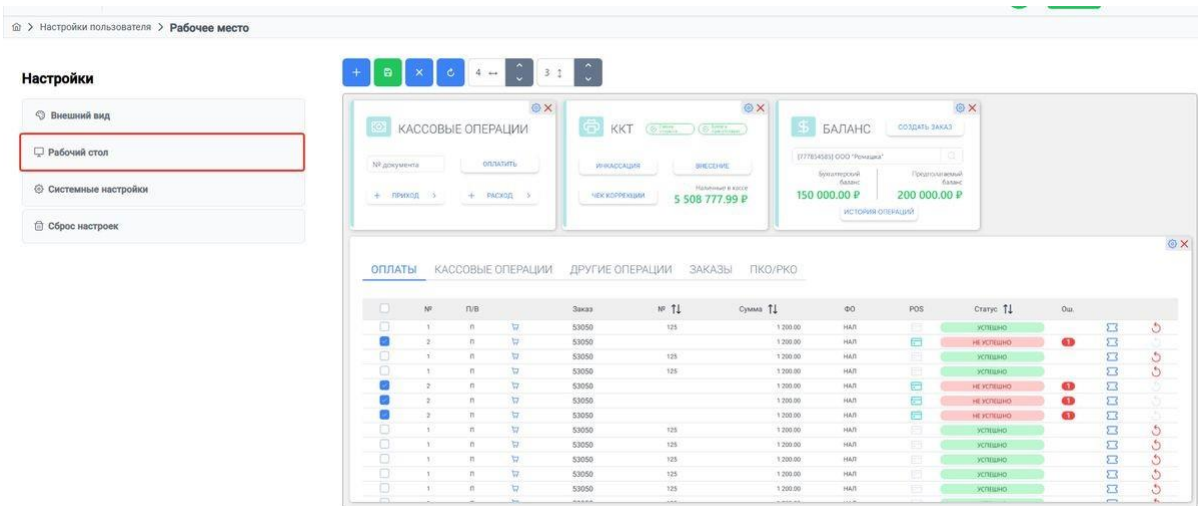 Настройки пользователя > Рабочее место
Настройки
Внешний вид
Рабочий стол
Системные настройки
Сброс настроек
4
3
КАССОВЫЕ ОПЕРАЦИИ
№ документа
ОПЛАТИТЬ
+ ПРИХОД
+ РАСХОД
ККТ
ИНКАССАЦИЯ
ВНЕСЕНИЕ
ЧЕК КОРРЕКЦИИ
Наличные в кассе
5 508 777.99 ₽
БАЛАНС
СОЗДАТЬ ЗАКАЗ
ООО "Ромашка"
Бухгалтерский баланс
Предполагаемый баланс
150 000.00 ₽
200 000.00 ₽
ИСТОРИЯ ОПЕРАЦИЙ
ОПЛАТЫ КАССОВЫЕ ОПЕРАЦИИ ДРУГИЕ ОПЕРАЦИИ ЗАКАЗЫ ПКО/РКО
№ П/В Заказ № Сумма ФО POS Статус Ош.
1 П 53050 125 1 200.00 НАЛ УСПЕШНО
2 П 53050 1 200.00 НАЛ НЕ УСПЕШНО 1
1 П 53050 125 1 200.00 НАЛ УСПЕШНО
1 П 53050 125 1 200.00 НАЛ УСПЕШНО
2 П 53050 1 200.00 НАЛ НЕ УСПЕШНО 1
2 П 53050 1 200.00 НАЛ НЕ УСПЕШНО 1
2 П 53050 1 200.00 НАЛ НЕ УСПЕШНО 1
1 П 53050 125 1 200.00 НАЛ УСПЕШНО
1 П 53050 125 1 200.00 НАЛ УСПЕШНО
1 П 53050 125 1 200.00 НАЛ УСПЕШНО
1 П 53050 125 1 200.00 НАЛ УСПЕШНО
1 П 53050 125 1 200.00 НАЛ УСПЕШНО